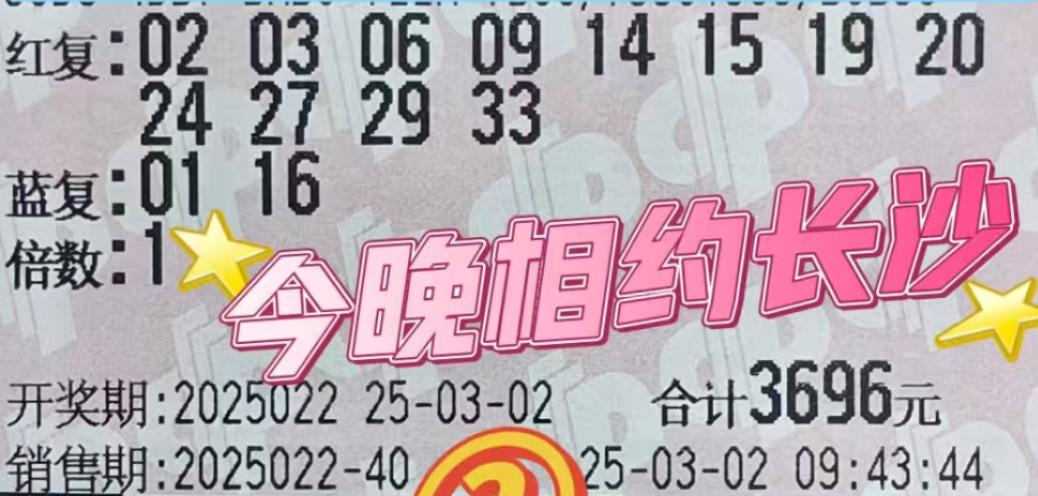 红复:02 03 06 09 14 15 19 20
24 27 29 33
蓝复:01 16
倍数:1
今晚相约长沙
开奖期:2025022 25-03-02 合计3696元
销售期:2025022-40 25-03-02 09:43:44